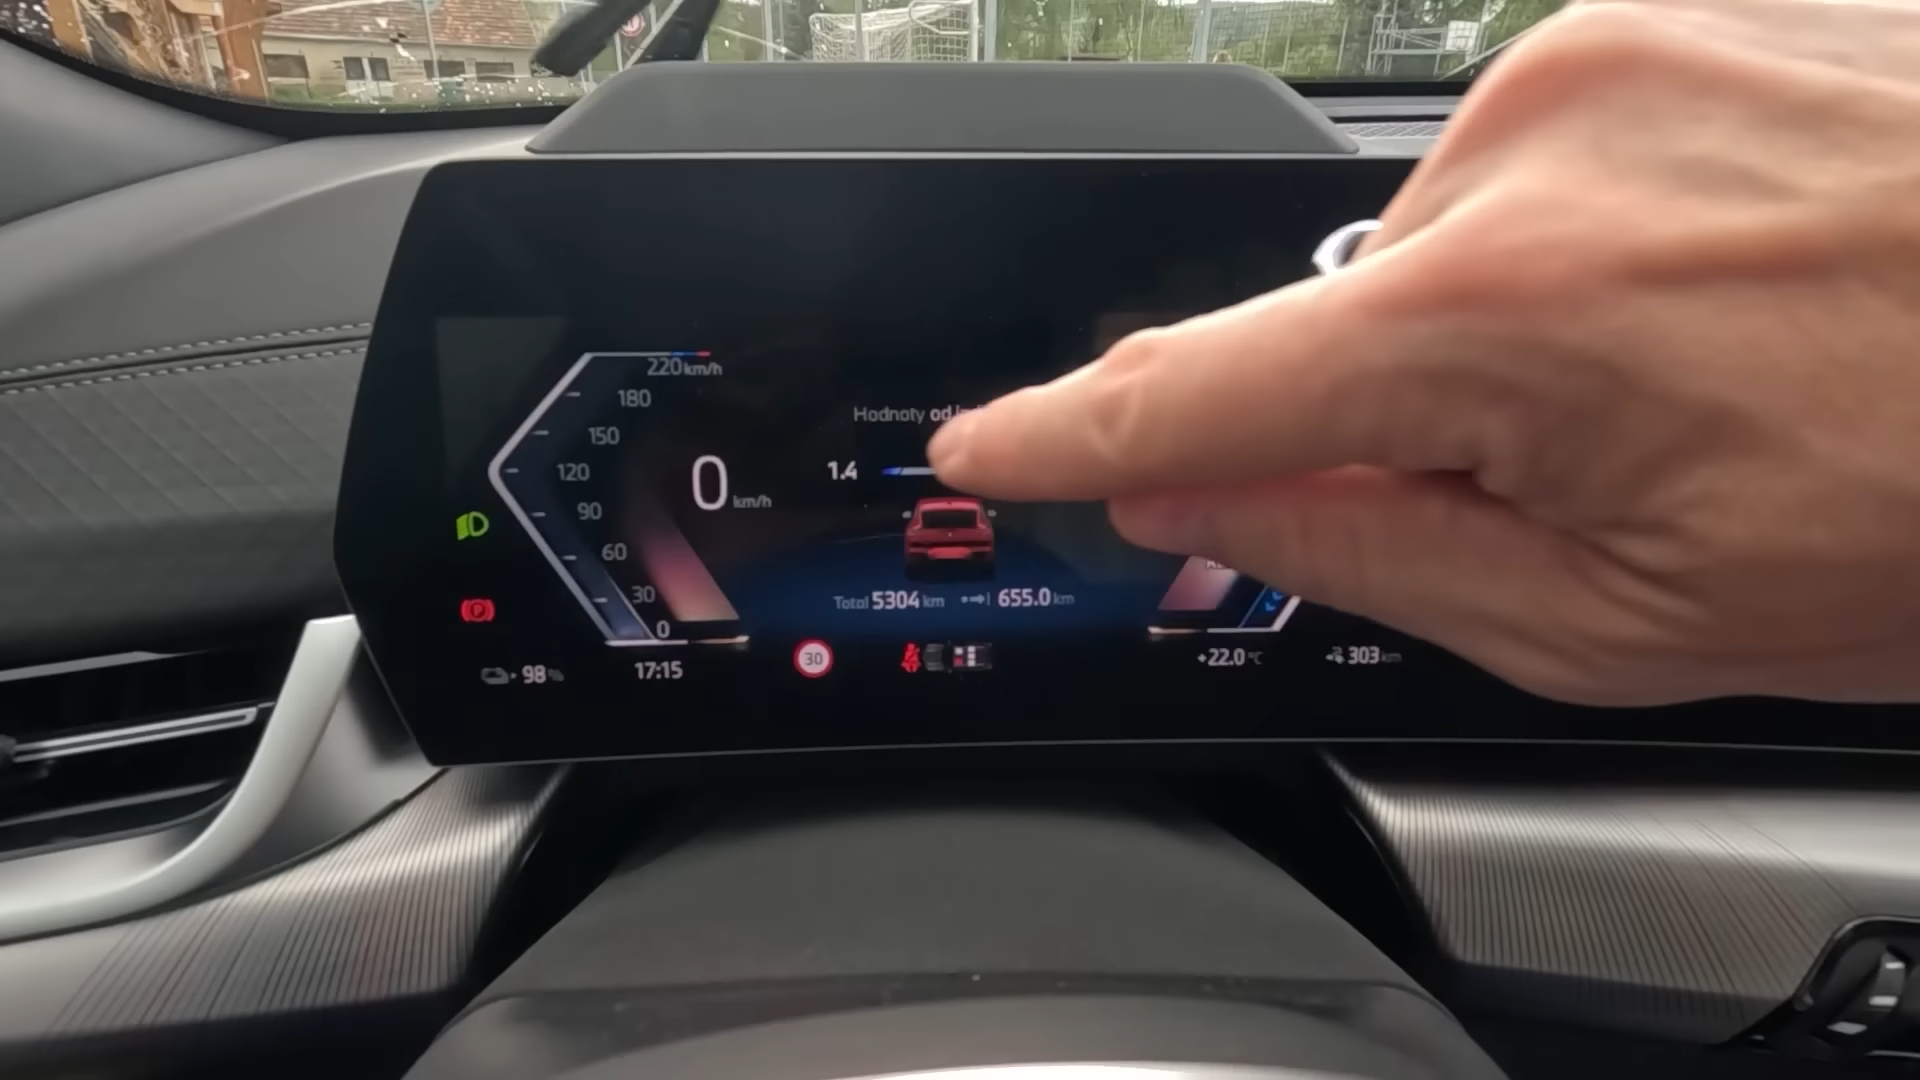 220 km/h
180
150
120
90
60
30
0
0 km/h
Hodnoty od
1.4
Total 5304 km
655.0 km
98 %
17:15
30
P
+22.0 °C
303 km